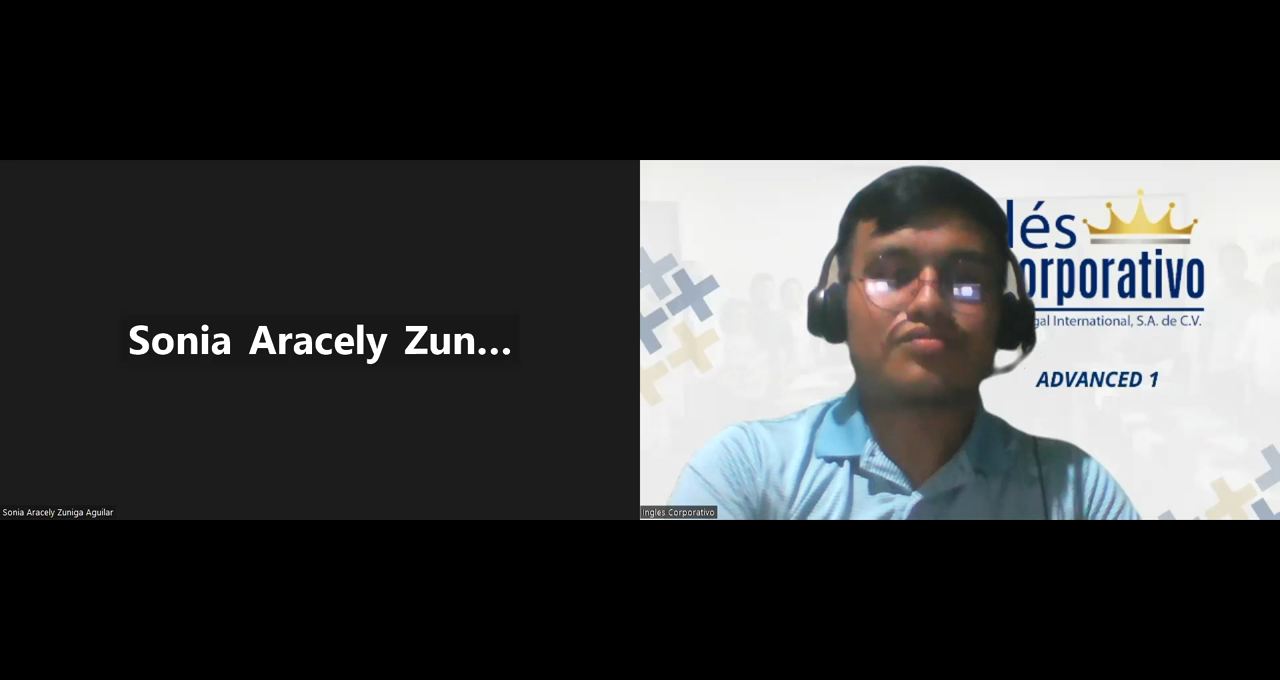 Sonia Aracely Zun...
Sonia Aracely Zuniga Aguilar
lés
orporativo
gal International, S.A. de C.V.
ADVANCED 1
Ingles Corporativo